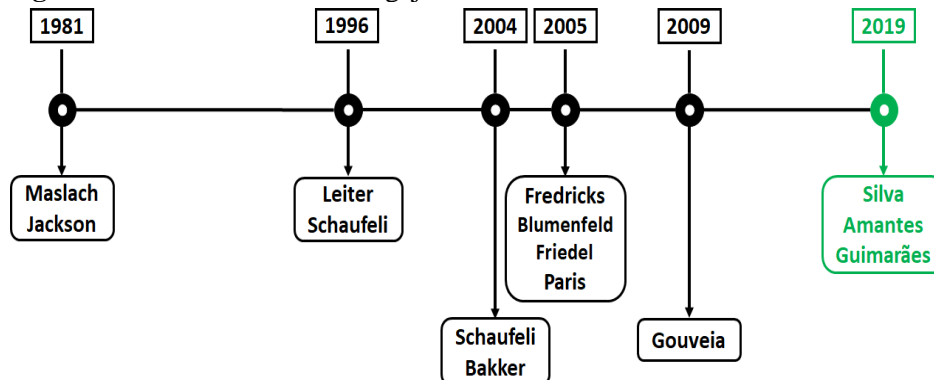 1981
1996
2004
2005
2009
2019
Maslach
Jackson
Leiter
Schaufeli
Schaufeli
Bakker
Fredricks
Blumenfeld
Friedel
Paris
Gouveia
Silva
Amantes
Guimarães